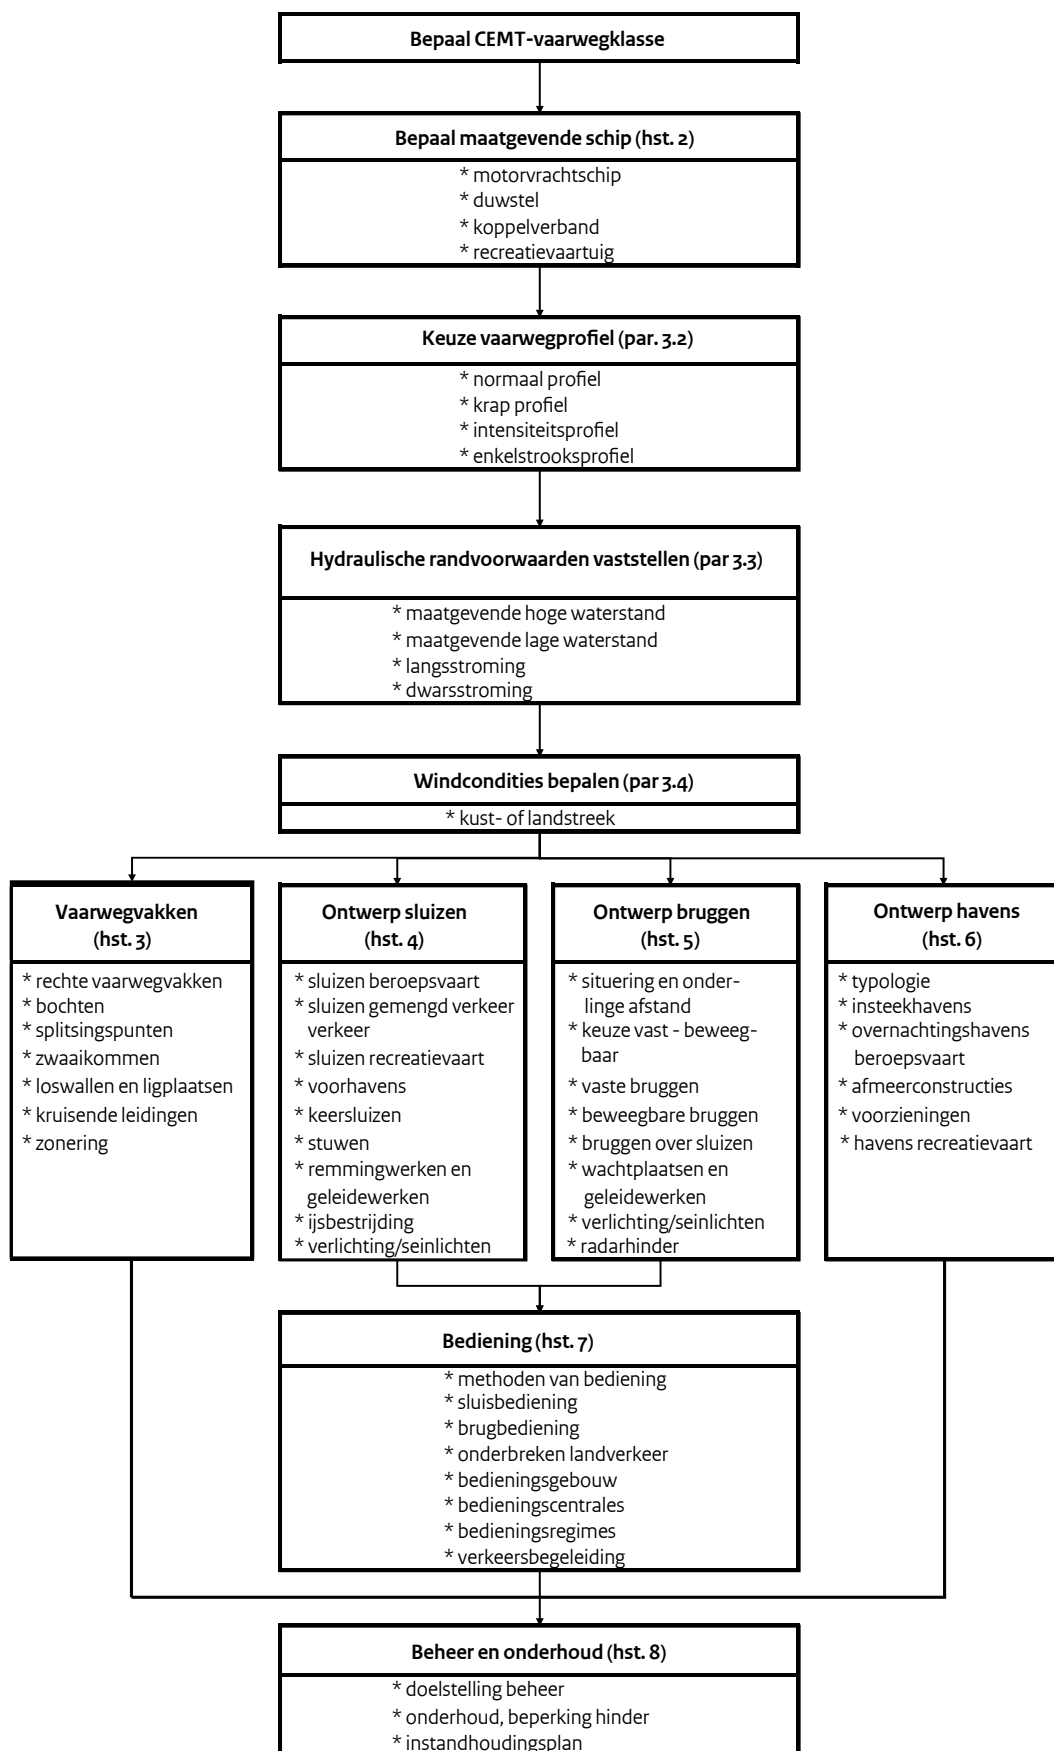 Bepaal CEMT-vaarwegklasse
Bepaal maatgevende schip (hst. 2)
* motorvrachtschip
* duwstel
* koppelverband
* recreatievaartuig
Keuze vaarwegprofiel (par. 3.2)
* normaal profiel
* krap profiel
* intensiteitsprofiel
* enkelstrooksprofiel
Hydraulische randvoorwaarden vaststellen (par 3.3)
* maatgevende hoge waterstand
* maatgevende lage waterstand
* langsstroming
* dwarsstroming
Windcondities bepalen (par 3.4)
* kust- of landstreek
Vaarwegvakken
(hst. 3)
* rechte vaarwegvakken
* bochten
* splitsingspunten
* zwaaikommen
* loswallen en ligplaatsen
* kruisende leidingen
* zonering
Ontwerp sluizen
(hst. 4)
* sluizen beroepsvaart
* sluizen gemengd verkeer
verkeer
* sluizen recreatievaart
* voorhavens
* keersluizen
* stuwen
* remmingwerken en
geleidewerken
* ijsbestrijding
* verlichting/seinlichten
Ontwerp bruggen
(hst. 5)
* situering en onder-
linge afstand
* keuze vast - beweeg-
baar
* vaste bruggen
* beweegbare bruggen
* bruggen over sluizen
* wachtplaatsen en
geleidewerken
* verlichting/seinlichten
* radarhinder
Ontwerp havens
(hst. 6)
* typologie
* insteekhavens
* overnachtingshavens
beroepsvaart
* afmeerconstructies
* voorzieningen
* havens recreatievaart
Bediening (hst. 7)
* methoden van bediening
* sluisbediening
* brugbediening
* onderbreken landverkeer
* bedieningsgebouw
* bedieningscentrales
* bedieningsregimes
* verkeersbegeleiding
Beheer en onderhoud (hst. 8)
* doelstelling beheer
* onderhoud, beperking hinder
* instandhoudingsplan